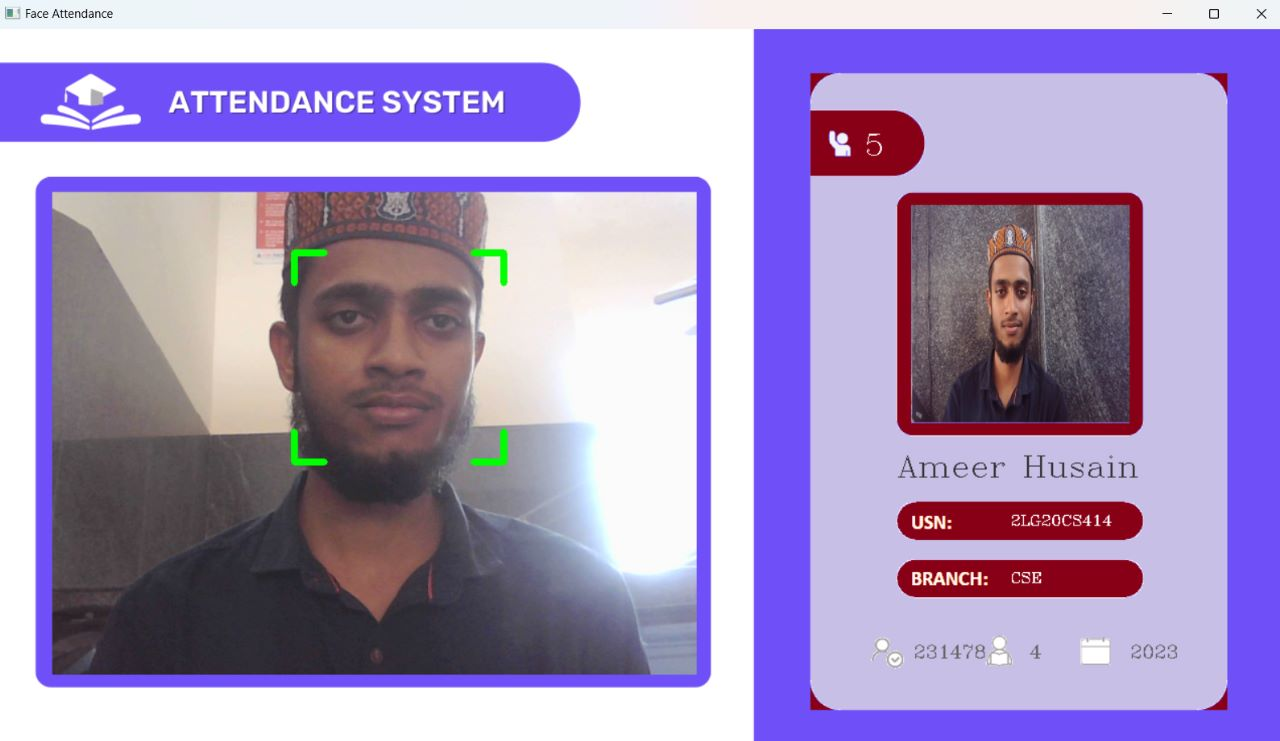 Face Attendance
ATTENDANCE SYSTEM
5
Ameer Husain
USN: 2LG20CS414
BRANCH: CSE
231478 4 2023